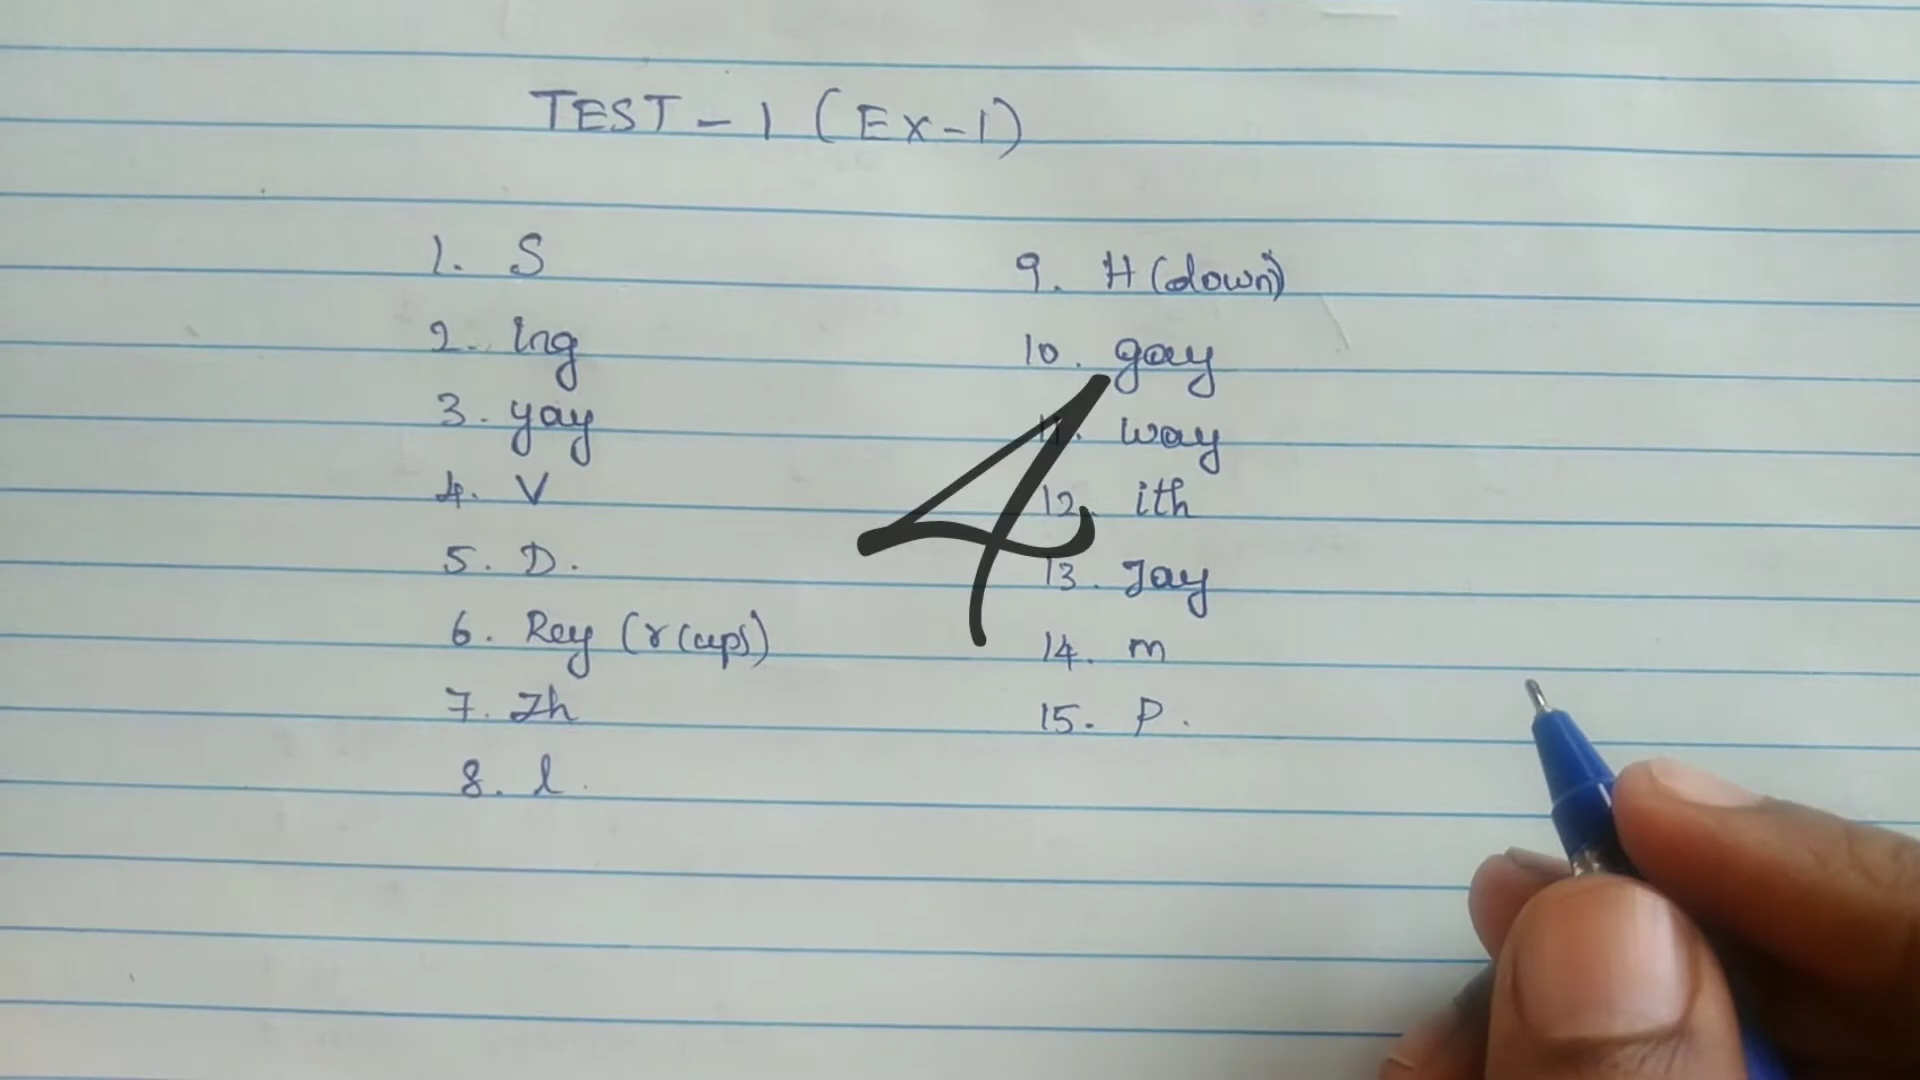 TEST - 1 (Ex-1)
1. S
2. Ing
3. yay
4. V
5. D.
6. Rey (r(ups)
7. Zh
8. l.
9. H (down)
10. gay
11. way
12. ith
13. Jay
14. m
15. P.
4